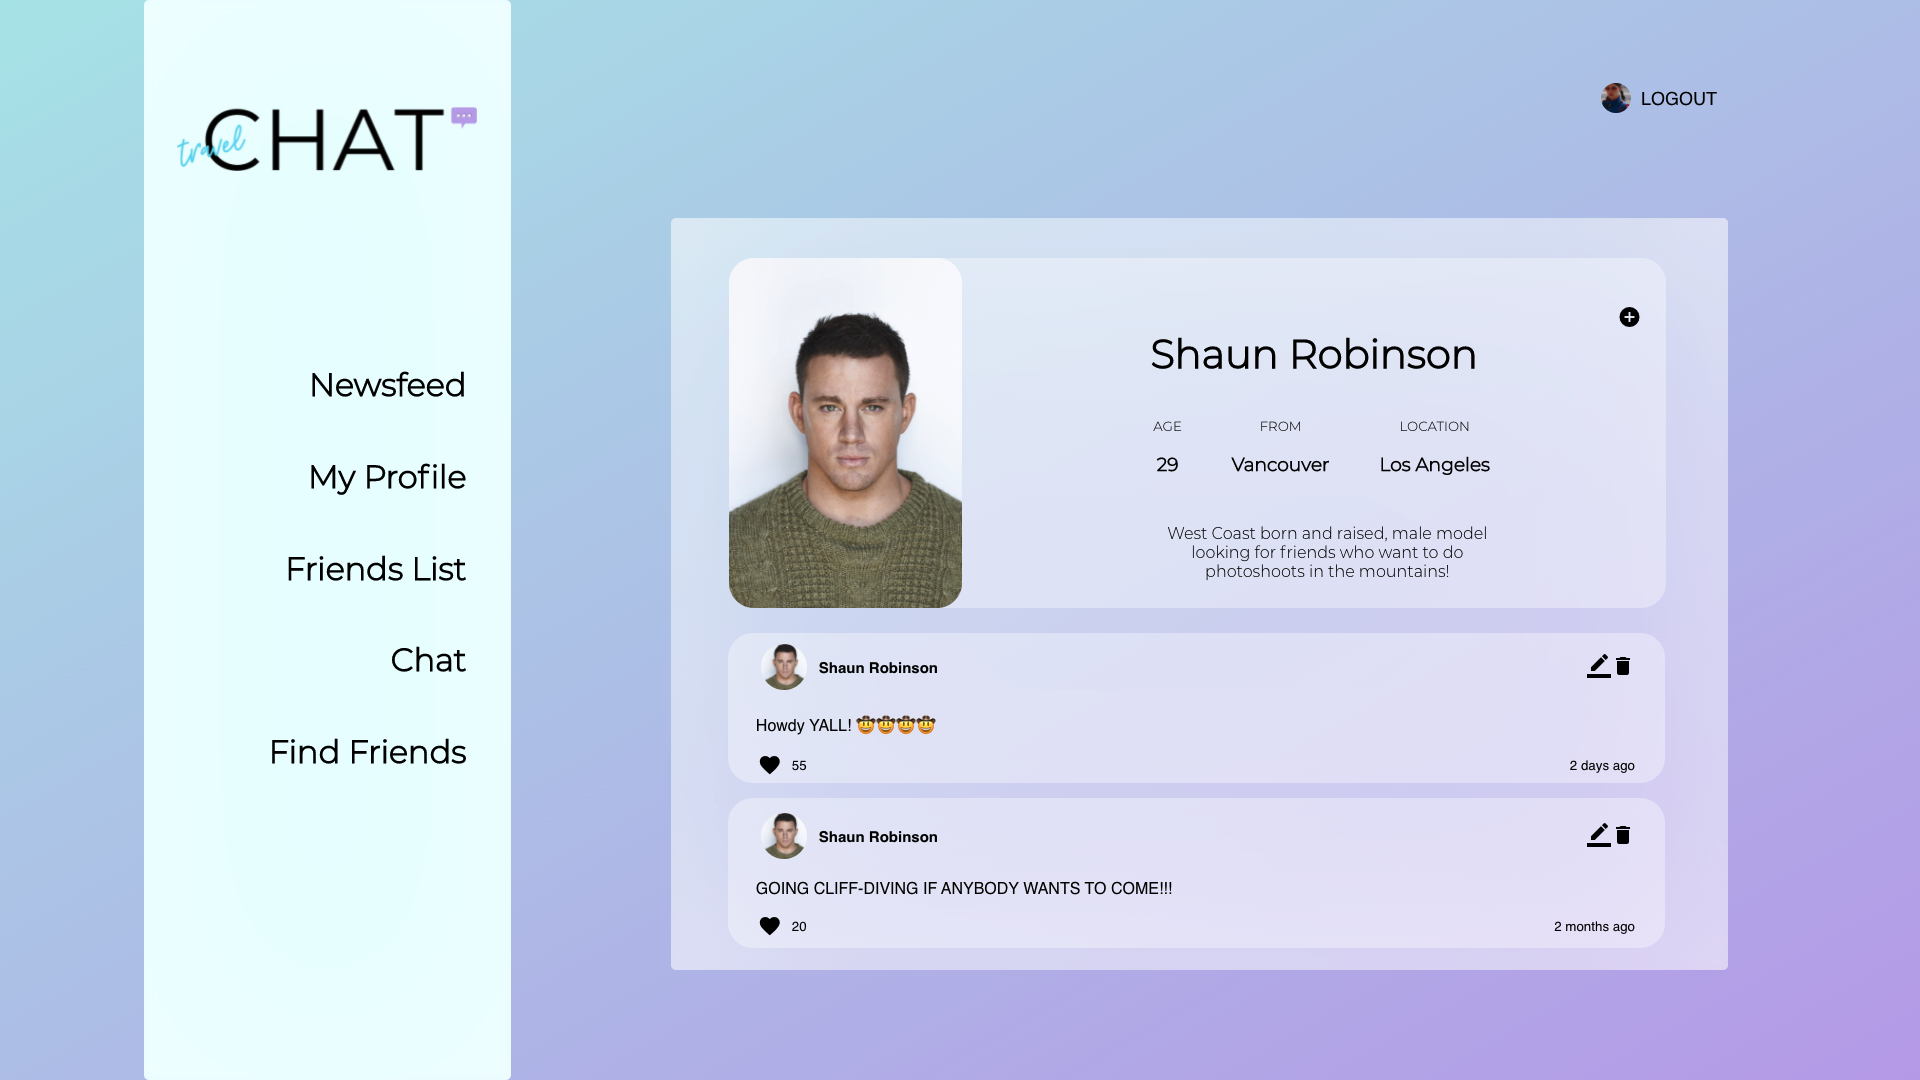 travel CHAT
LOGOUT
Newsfeed
My Profile
Friends List
Chat
Find Friends
Shaun Robinson
AGE FROM LOCATION
29 Vancouver Los Angeles
West Coast born and raised, male model
looking for friends who want to do
photoshoots in the mountains!
Shaun Robinson
Howdy YALL! 🤠🤠🤠🤠
55 2 days ago
Shaun Robinson
GOING CLIFF-DIVING IF ANYBODY WANTS TO COME!!!
20 2 months ago